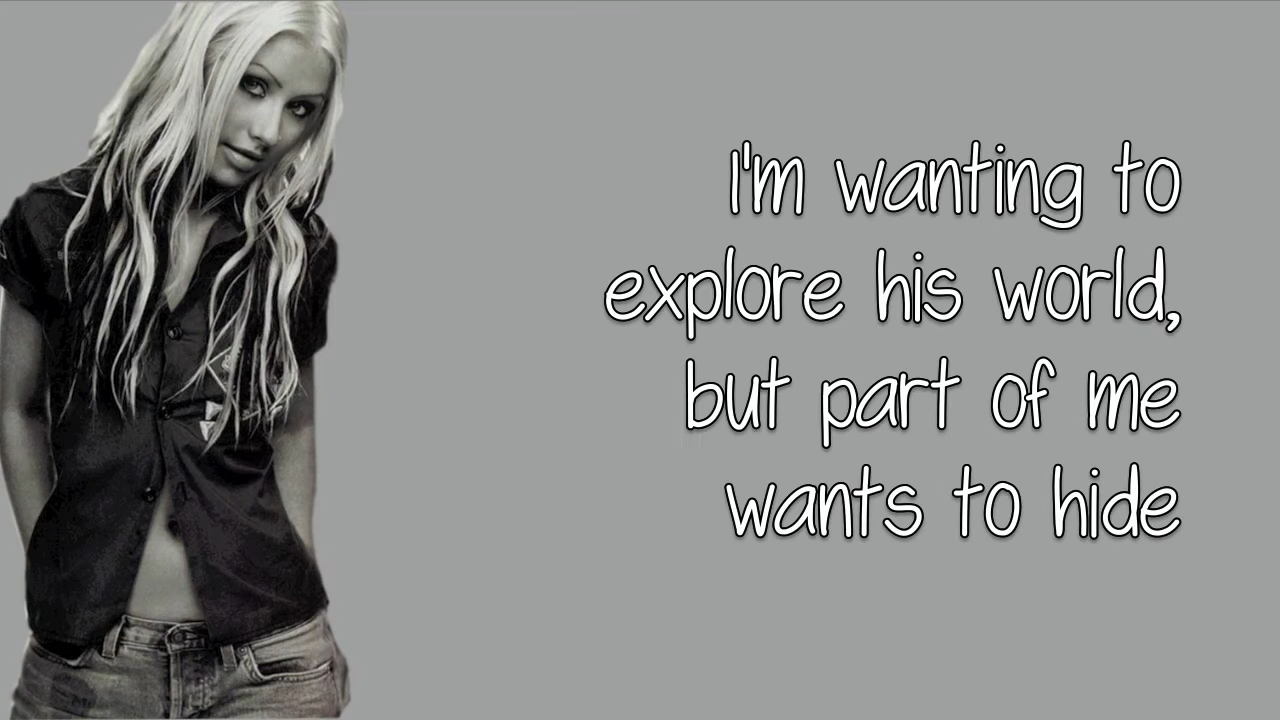 I'm wanting to
explore his world,
but part of me
wants to hide